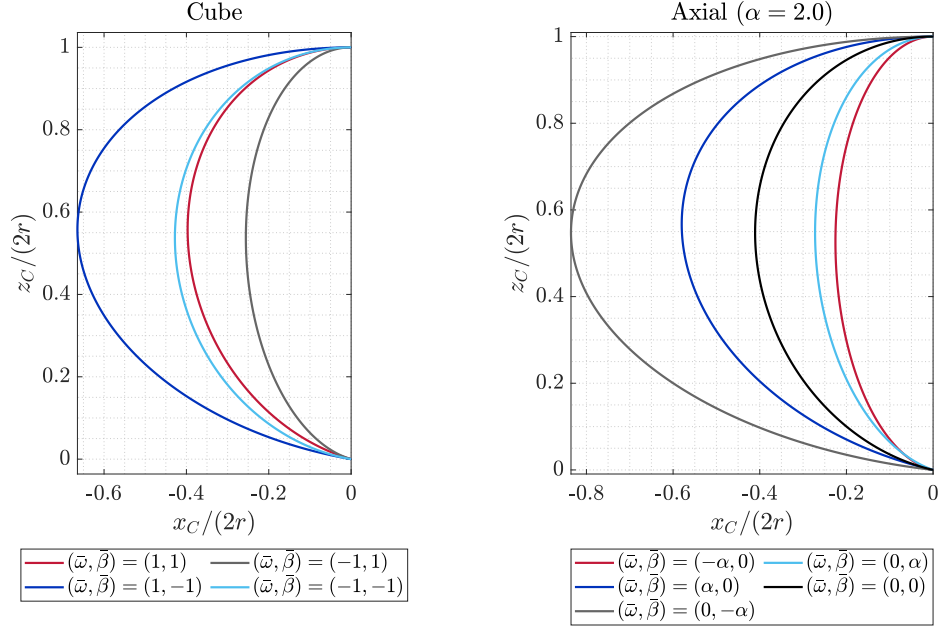 Cube
1
0.8
0.6
0.4
0.2
0
z_C/(2r)
-0.6 -0.4 -0.2 0
x_C/(2r)
(ω̄, β̄) = (1, 1) (ω̄, β̄) = (-1, 1)
(ω̄, β̄) = (1, -1) (ω̄, β̄) = (-1, -1)
Axial (α = 2.0)
1
0.8
0.6
0.4
0.2
0
z_C/(2r)
-0.8 -0.6 -0.4 -0.2 0
x_C/(2r)
(ω̄, β̄) = (-α, 0) (ω̄, β̄) = (0, α)
(ω̄, β̄) = (α, 0) (ω̄, β̄) = (0, 0)
(ω̄, β̄) = (0, -α)